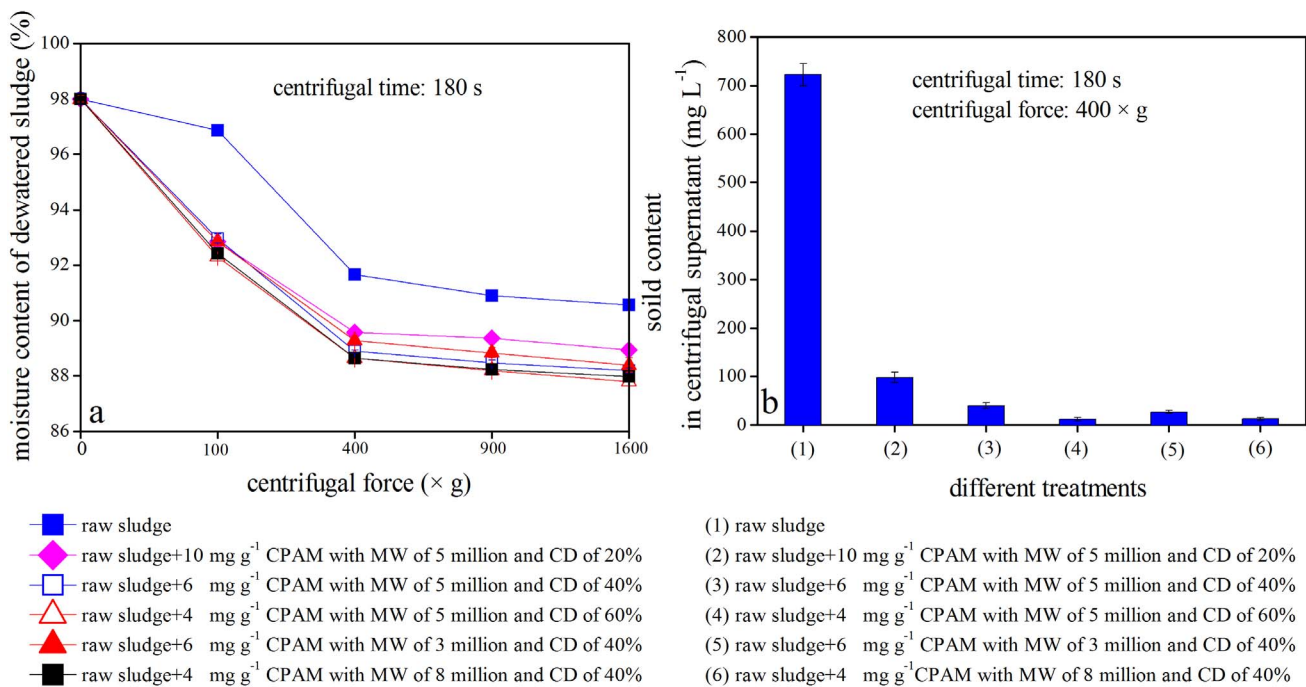 moisture content of dewatered sludge (%)
100
98
96
94
92
90
88
86
centrifugal time: 180 s
a
0
100
400
900
1600
centrifugal force (× g)
soild content
in centrifugal supernatant (mg L⁻¹)
800
700
600
500
400
300
200
100
0
centrifugal time: 180 s
centrifugal force: 400 × g
b
(1)
(2)
(3)
(4)
(5)
(6)
different treatments
raw sludge
raw sludge+10 mg g⁻¹ CPAM with MW of 5 million and CD of 20%
raw sludge+6 mg g⁻¹ CPAM with MW of 5 million and CD of 40%
raw sludge+4 mg g⁻¹ CPAM with MW of 5 million and CD of 60%
raw sludge+6 mg g⁻¹ CPAM with MW of 3 million and CD of 40%
raw sludge+4 mg g⁻¹ CPAM with MW of 8 million and CD of 40%
(1) raw sludge
(2) raw sludge+10 mg g⁻¹ CPAM with MW of 5 million and CD of 20%
(3) raw sludge+6 mg g⁻¹ CPAM with MW of 5 million and CD of 40%
(4) raw sludge+4 mg g⁻¹ CPAM with MW of 5 million and CD of 60%
(5) raw sludge+6 mg g⁻¹ CPAM with MW of 3 million and CD of 40%
(6) raw sludge+4 mg g⁻¹CPAM with MW of 8 million and CD of 40%